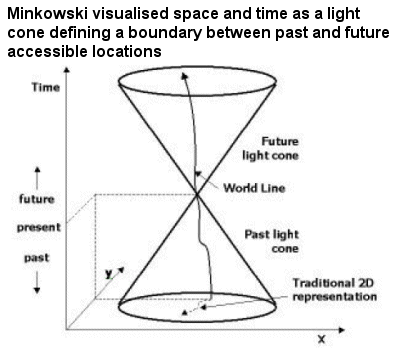 Minkowski visualised space and time as a light
cone defining a boundary between past and future
accessible locations
Time
Future
light cone
World Line
future
present
past
Past light
cone
y
Traditional 2D
representation
x